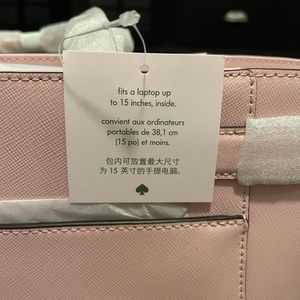 fits a laptop up
to 15 inches, inside.
convient aux ordinateurs
portables de 38,1 cm
(15 po) et moins.
包内可放置最大尺寸
为 15 英寸的手提电脑。